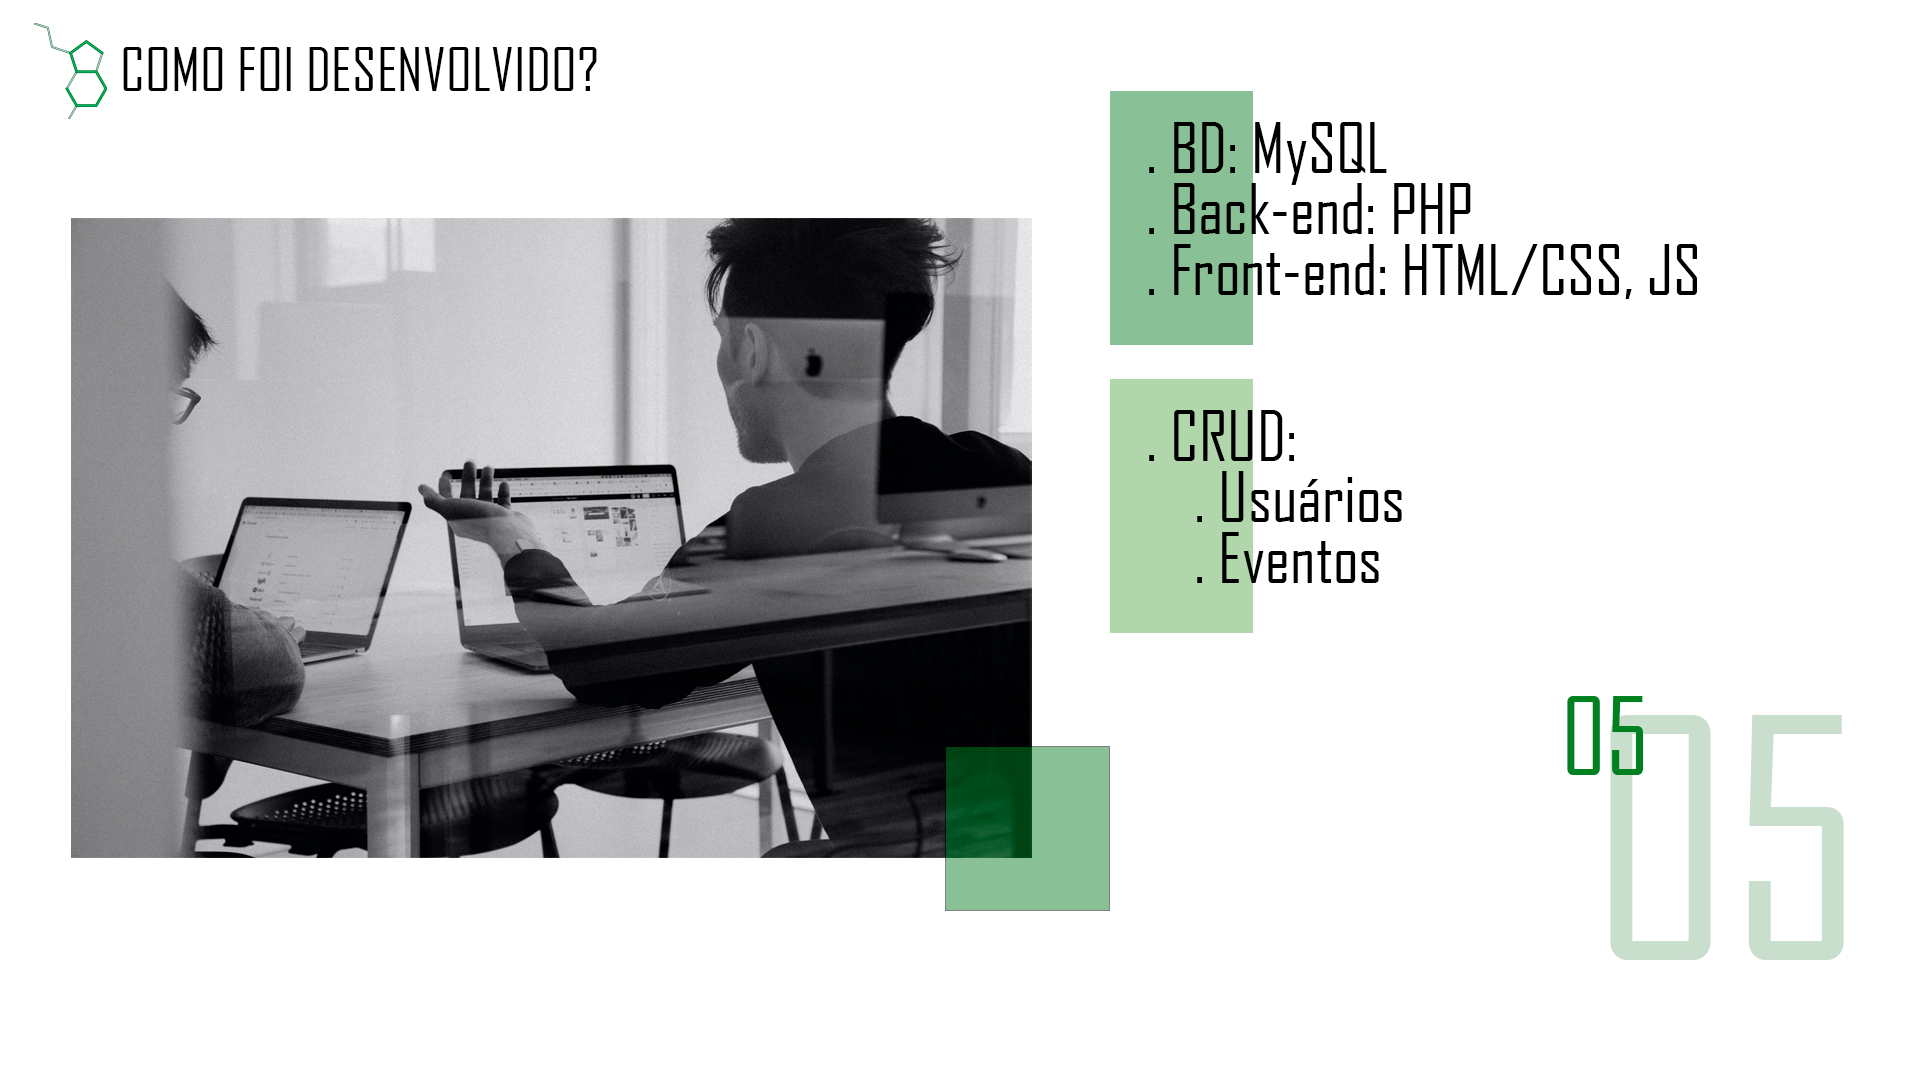 COMO FOI DESENVOLVIDO?
. BD: MySQL
. Back-end: PHP
. Front-end: HTML/CSS, JS
. CRUD:
. Usuários
. Eventos
05
05